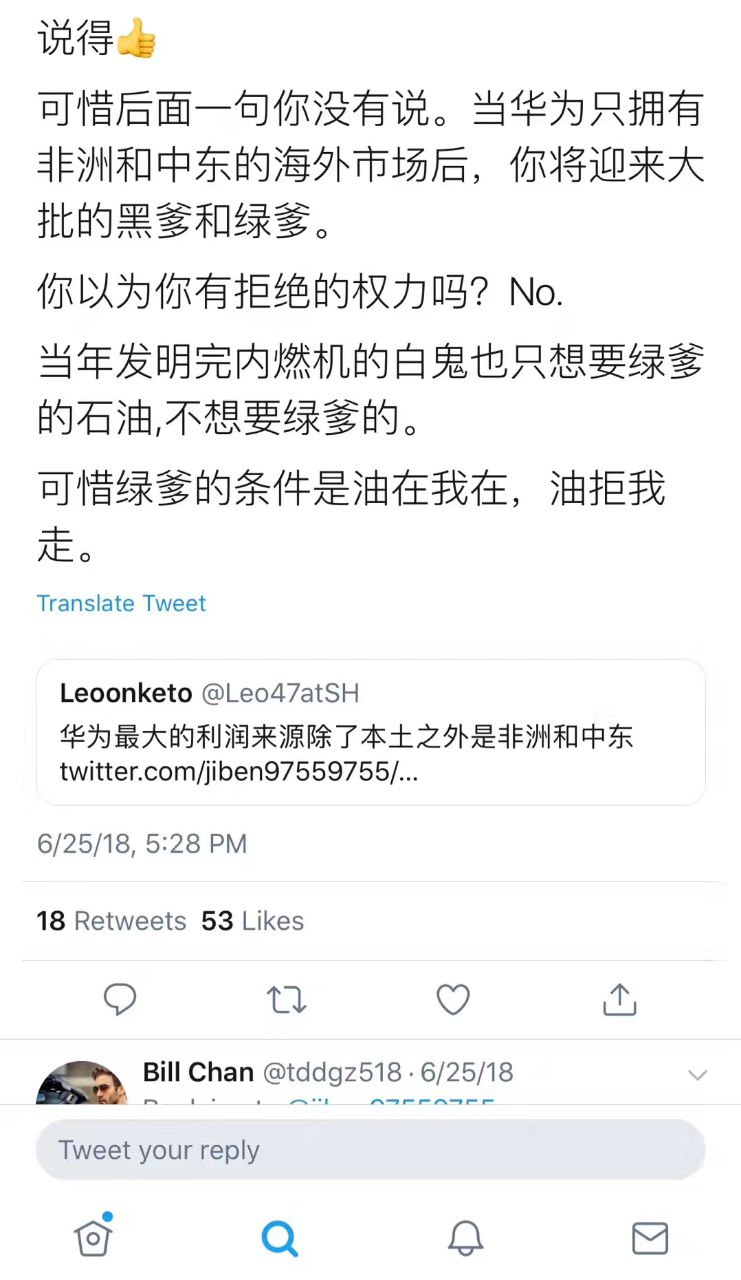 说得👍
可惜后面一句你没有说。当华为只拥有
非洲和中东的海外市场后，你将迎来大
批的黑爹和绿爹。
你以为你有拒绝的权力吗？No.
当年发明完内燃机的白鬼也只想要绿爹
的石油,不想要绿爹的。
可惜绿爹的条件是油在我在，油拒我
走。
Translate Tweet
Leoonketo @Leo47atSH
华为最大的利润来源除了本土之外是非洲和中东
twitter.com/jiben97559755/...
6/25/18, 5:28 PM
18 Retweets 53 Likes
Bill Chan @tddgz518 · 6/25/18
Tweet your reply